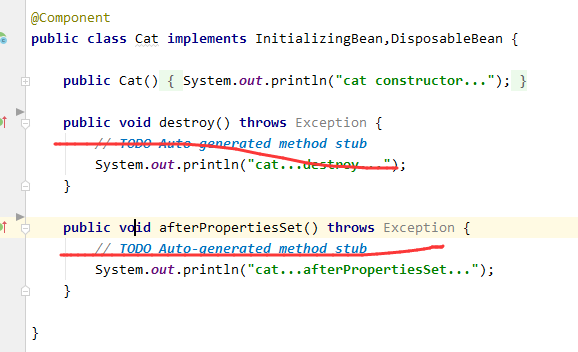 @Component
public class Cat implements InitializingBean,DisposableBean {
public Cat() { System.out.println("cat constructor..."); }
public void destroy() throws Exception {
// TODO Auto-generated method stub
System.out.println("cat...destroy...");
}
public void afterPropertiesSet() throws Exception {
// TODO Auto-generated method stub
System.out.println("cat...afterPropertiesSet...");
}
}